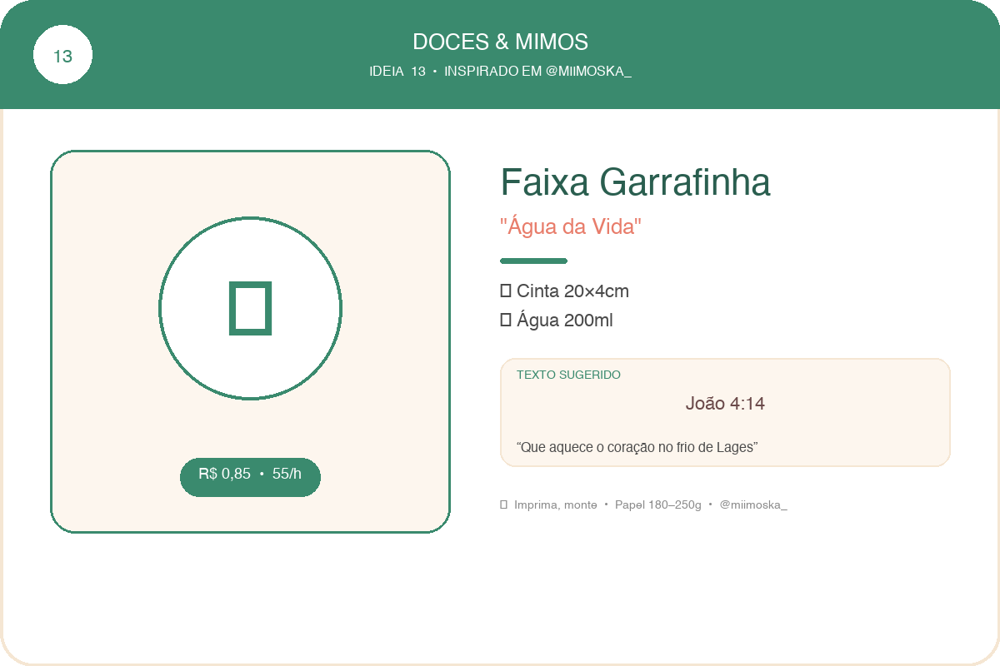 13
DOCES & MIMOS
IDEIA 13 • INSPIRADO EM @MIIMOSKA_
Faixa Garrafinha
"Água da Vida"
Cinta 20×4cm
Água 200ml
TEXTO SUGERIDO
João 4:14
“Que aquece o coração no frio de Lages”
R$ 0,85 • 55/h
Imprima, monte • Papel 180–250g • @miimoska_